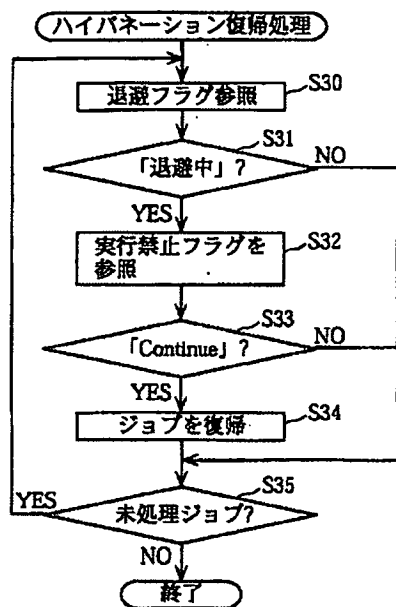 ハイバネーション復帰処理
S30
退避フラグ参照
S31
「退避中」?
NO
YES
S32
実行禁止フラグを
参照
S33
「Continue」?
NO
YES
S34
ジョブを復帰
S35
YES
未処理ジョブ?
NO
終了